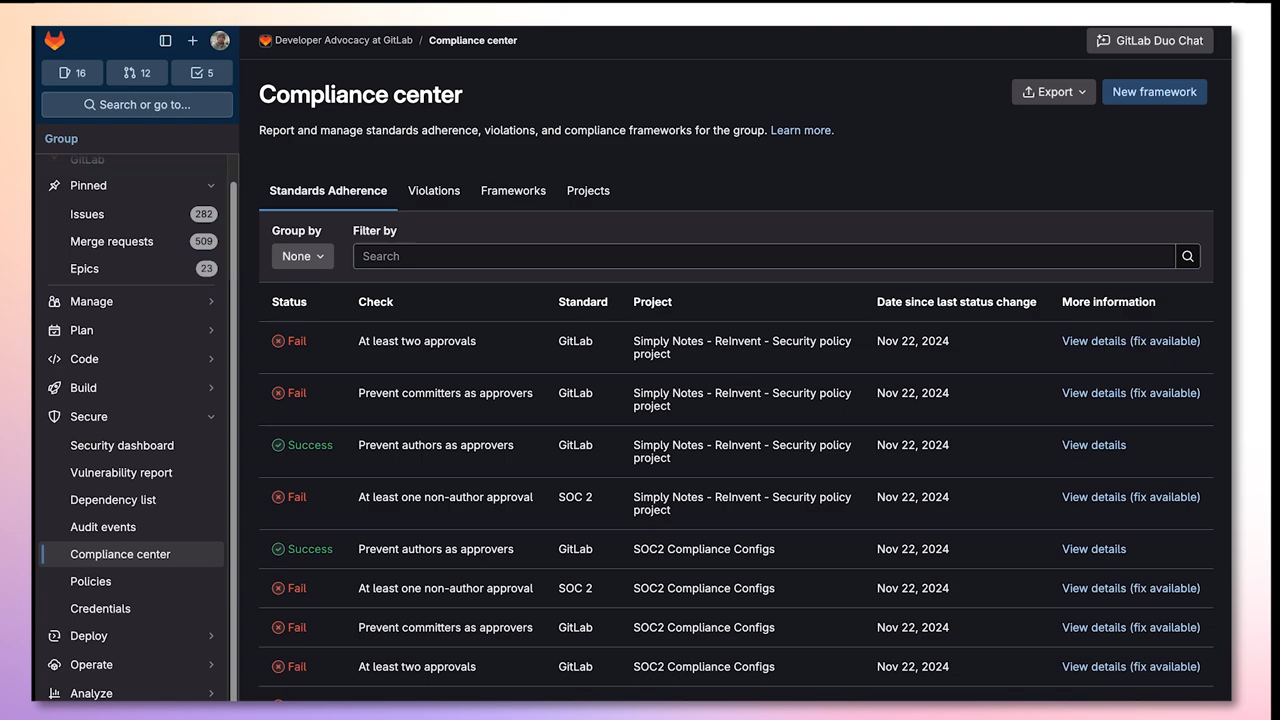 Developer Advocacy at GitLab / Compliance center
GitLab Duo Chat
16 12 5
Search or go to...
Group
GitLab
Pinned
Issues 282
Merge requests 509
Epics 23
Manage
Plan
Code
Build
Secure
Security dashboard
Vulnerability report
Dependency list
Audit events
Compliance center
Policies
Credentials
Deploy
Operate
Analyze
Compliance center
Export
New framework
Report and manage standards adherence, violations, and compliance frameworks for the group. Learn more.
Standards Adherence Violations Frameworks Projects
Group by Filter by
None Search
Status Check Standard Project Date since last status change More information
Fail At least two approvals GitLab Simply Notes - ReInvent - Security policy Nov 22, 2024 View details (fix available)
project
Fail Prevent committers as approvers GitLab Simply Notes - ReInvent - Security policy Nov 22, 2024 View details (fix available)
project
Success Prevent authors as approvers GitLab Simply Notes - ReInvent - Security policy Nov 22, 2024 View details
project
Fail At least one non-author approval SOC 2 Simply Notes - ReInvent - Security policy Nov 22, 2024 View details (fix available)
project
Success Prevent authors as approvers GitLab SOC2 Compliance Configs Nov 22, 2024 View details
Fail At least one non-author approval SOC 2 SOC2 Compliance Configs Nov 22, 2024 View details (fix available)
Fail Prevent committers as approvers GitLab SOC2 Compliance Configs Nov 22, 2024 View details (fix available)
Fail At least two approvals GitLab SOC2 Compliance Configs Nov 22, 2024 View details (fix available)